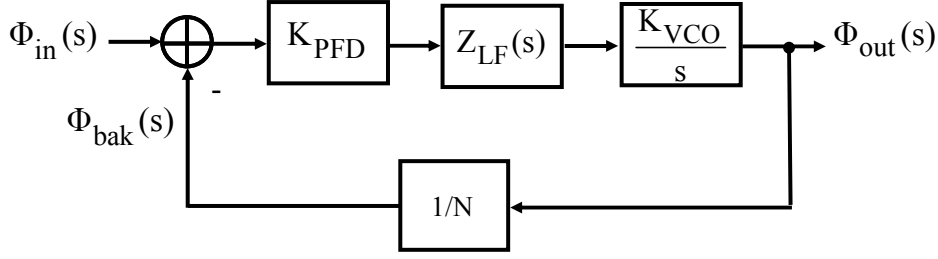 Φin(s)
KPFD
ZLF(s)
KVCO
s
Φout(s)
-
Φbak(s)
1/N